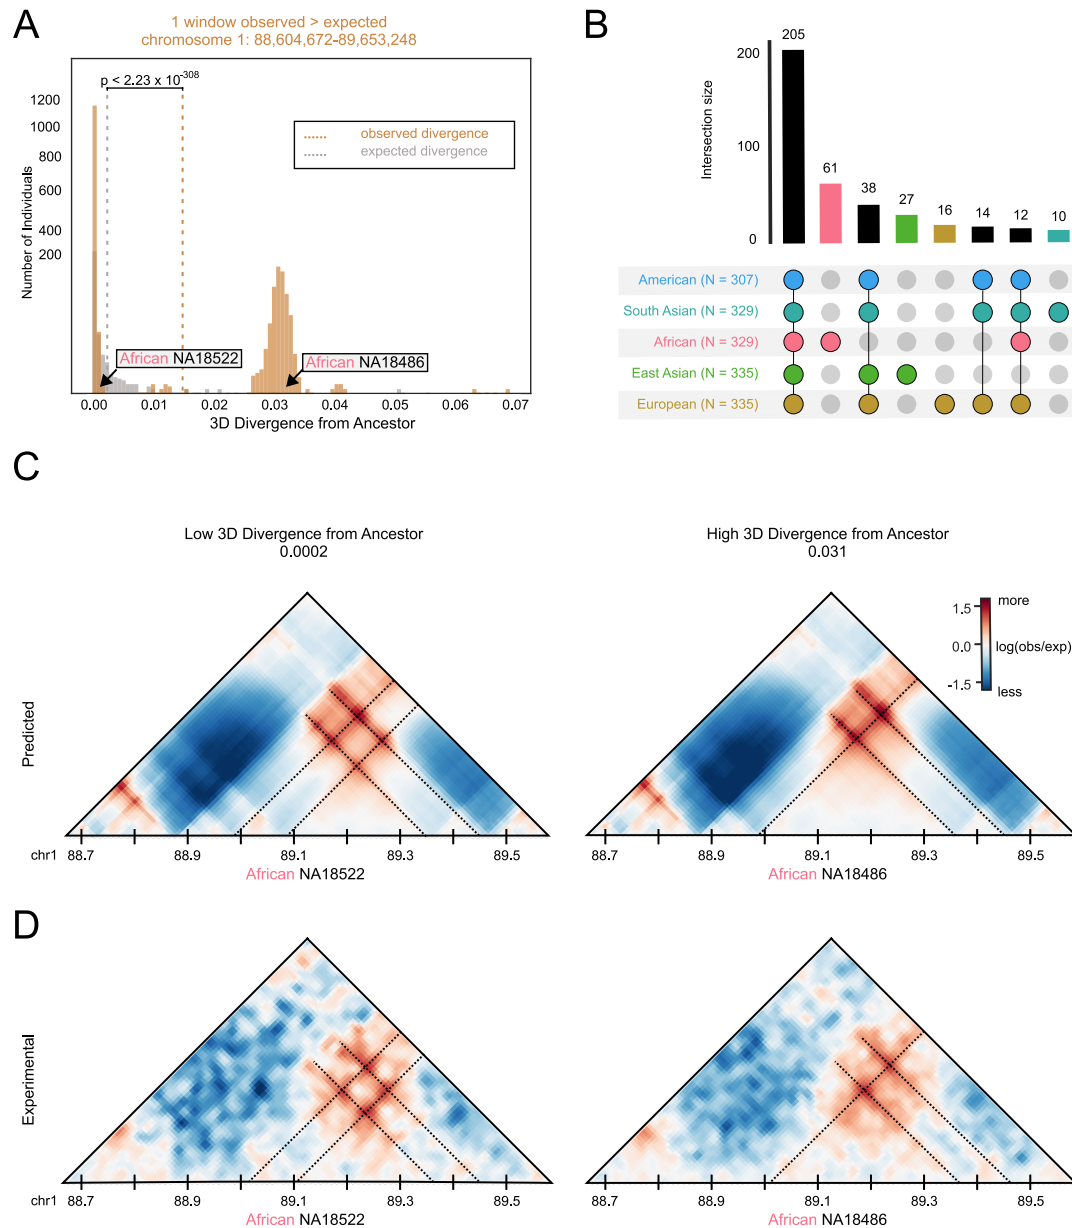 A
1 window observed > expected
chromosome 1: 88,604,672-89,653,248
p < 2.23 x 10-308
1200
1000
800
600
400
200
Number of Individuals
observed divergence
expected divergence
African NA18522
African NA18486
0.00 0.01 0.02 0.03 0.04 0.05 0.06 0.07
3D Divergence from Ancestor
B
205
61
38
27
16
14
12
10
200
100
0
Intersection size
American (N = 307)
South Asian (N = 329)
African (N = 329)
East Asian (N = 335)
European (N = 335)
C
Low 3D Divergence from Ancestor
0.0002
High 3D Divergence from Ancestor
0.031
more
1.5
0.0
log(obs/exp)
-1.5
less
Predicted
chr1 88.7 88.9 89.1 89.3 89.5
African NA18522
88.7 88.9 89.1 89.3 89.5
African NA18486
D
Experimental
chr1 88.7 88.9 89.1 89.3 89.5
African NA18522
88.7 88.9 89.1 89.3 89.5
African NA18486